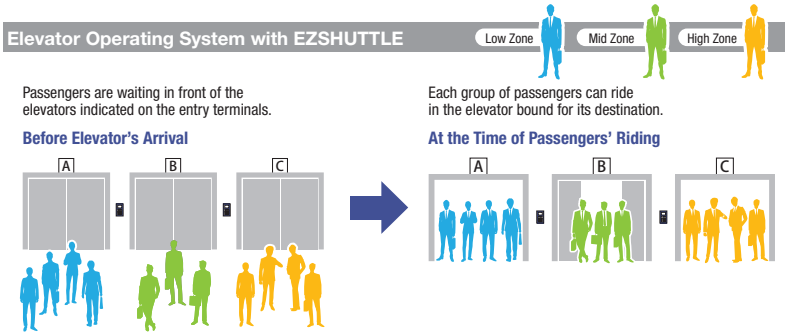 Elevator Operating System with EZSHUTTLE
Low Zone
Mid Zone
High Zone
Passengers are waiting in front of the
elevators indicated on the entry terminals.
Before Elevator's Arrival
A
B
C
Each group of passengers can ride
in the elevator bound for its destination.
At the Time of Passengers' Riding
A
B
C